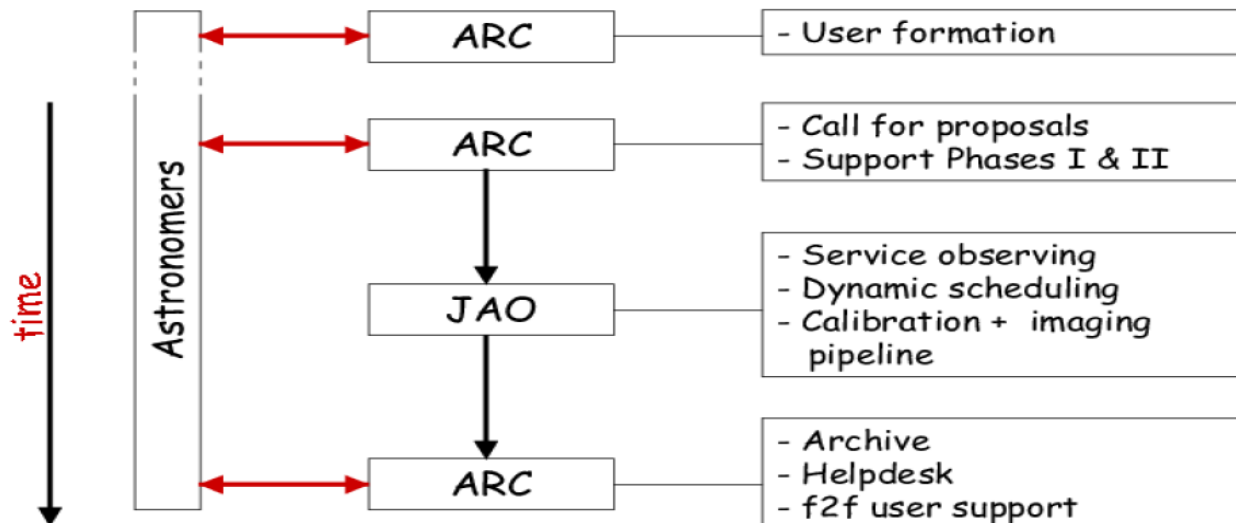 ARC
- User formation
ARC
- Call for proposals
- Support Phases I & II
Astronomers
time
JAO
- Service observing
- Dynamic scheduling
- Calibration + imaging
pipeline
ARC
- Archive
- Helpdesk
- f2f user support